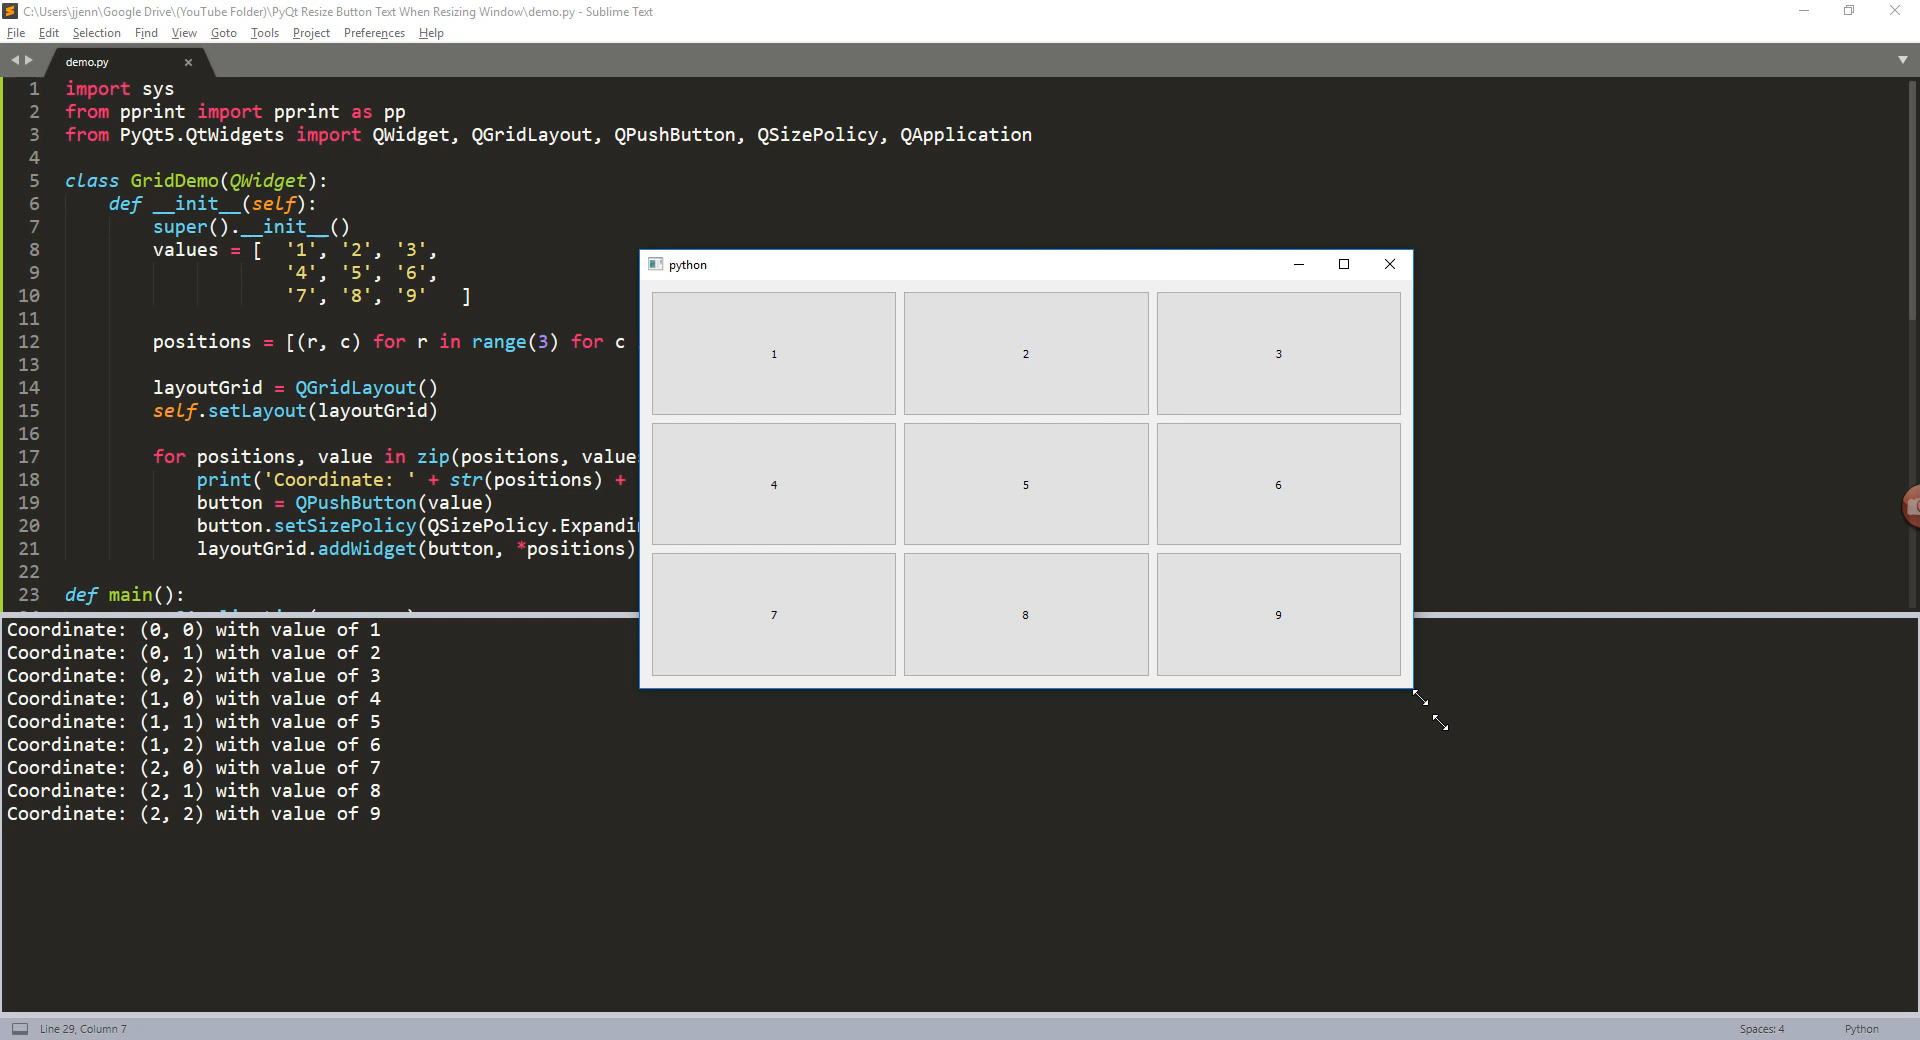 C:\Users\jjenn\Google Drive\(YouTube Folder)\PyQt Resize Button Text When Resizing Window\demo.py - Sublime Text
File Edit Selection Find View Goto Tools Project Preferences Help
demo.py
1 import sys
2 from pprint import pprint as pp
3 from PyQt5.QtWidgets import QWidget, QGridLayout, QPushButton, QSizePolicy, QApplication
4
5 class GridDemo(QWidget):
6 def __init__(self):
7 super().__init__()
8 values = [ '1', '2', '3',
9 '4', '5', '6',
10 '7', '8', '9' ]
11
12 positions = [(r, c) for r in range(3) for c
13
14 layoutGrid = QGridLayout()
15 self.setLayout(layoutGrid)
16
17 for positions, value in zip(positions, value
18 print('Coordinate: ' + str(positions) +
19 button = QPushButton(value)
20 button.setSizePolicy(QSizePolicy.Expandi
21 layoutGrid.addWidget(button, *positions)
22
23 def main():
python
1 2 3
4 5 6
7 8 9
Coordinate: (0, 0) with value of 1
Coordinate: (0, 1) with value of 2
Coordinate: (0, 2) with value of 3
Coordinate: (1, 0) with value of 4
Coordinate: (1, 1) with value of 5
Coordinate: (1, 2) with value of 6
Coordinate: (2, 0) with value of 7
Coordinate: (2, 1) with value of 8
Coordinate: (2, 2) with value of 9
Line 29, Column 7 Spaces: 4 Python